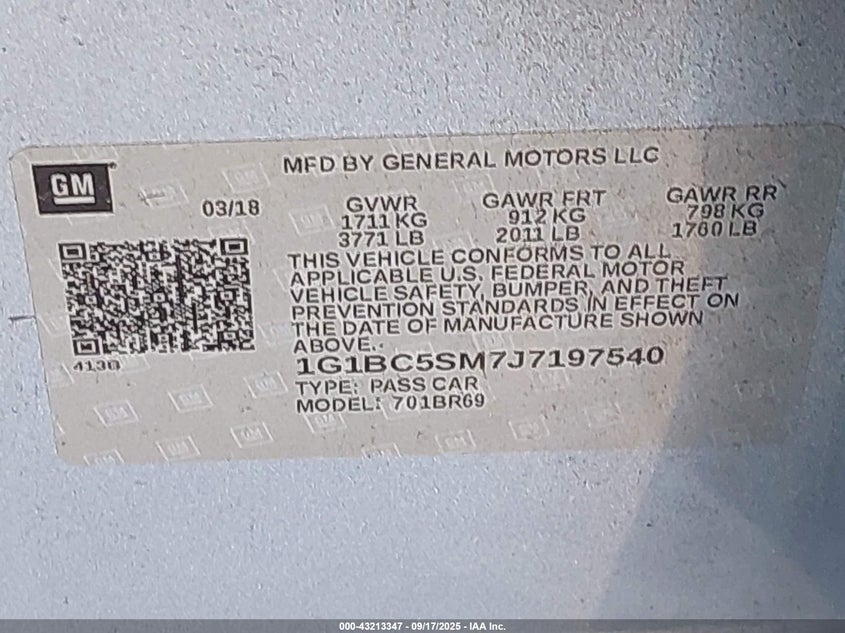 GM
MFD BY GENERAL MOTORS LLC
03/18
GVWR GAWR FRT GAWR RR
1711 KG 912 KG 798 KG
3771 LB 2011 LB 1760 LB
THIS VEHICLE CONFORMS TO ALL
APPLICABLE U.S. FEDERAL MOTOR
VEHICLE SAFETY, BUMPER, AND THEFT
PREVENTION STANDARDS IN EFFECT ON
THE DATE OF MANUFACTURE SHOWN
ABOVE.
4130
1G1BC5SM7J7197540
TYPE: PASS CAR
MODEL: 701BR69
000-43213347 - 09/17/2025 - IAA Inc.